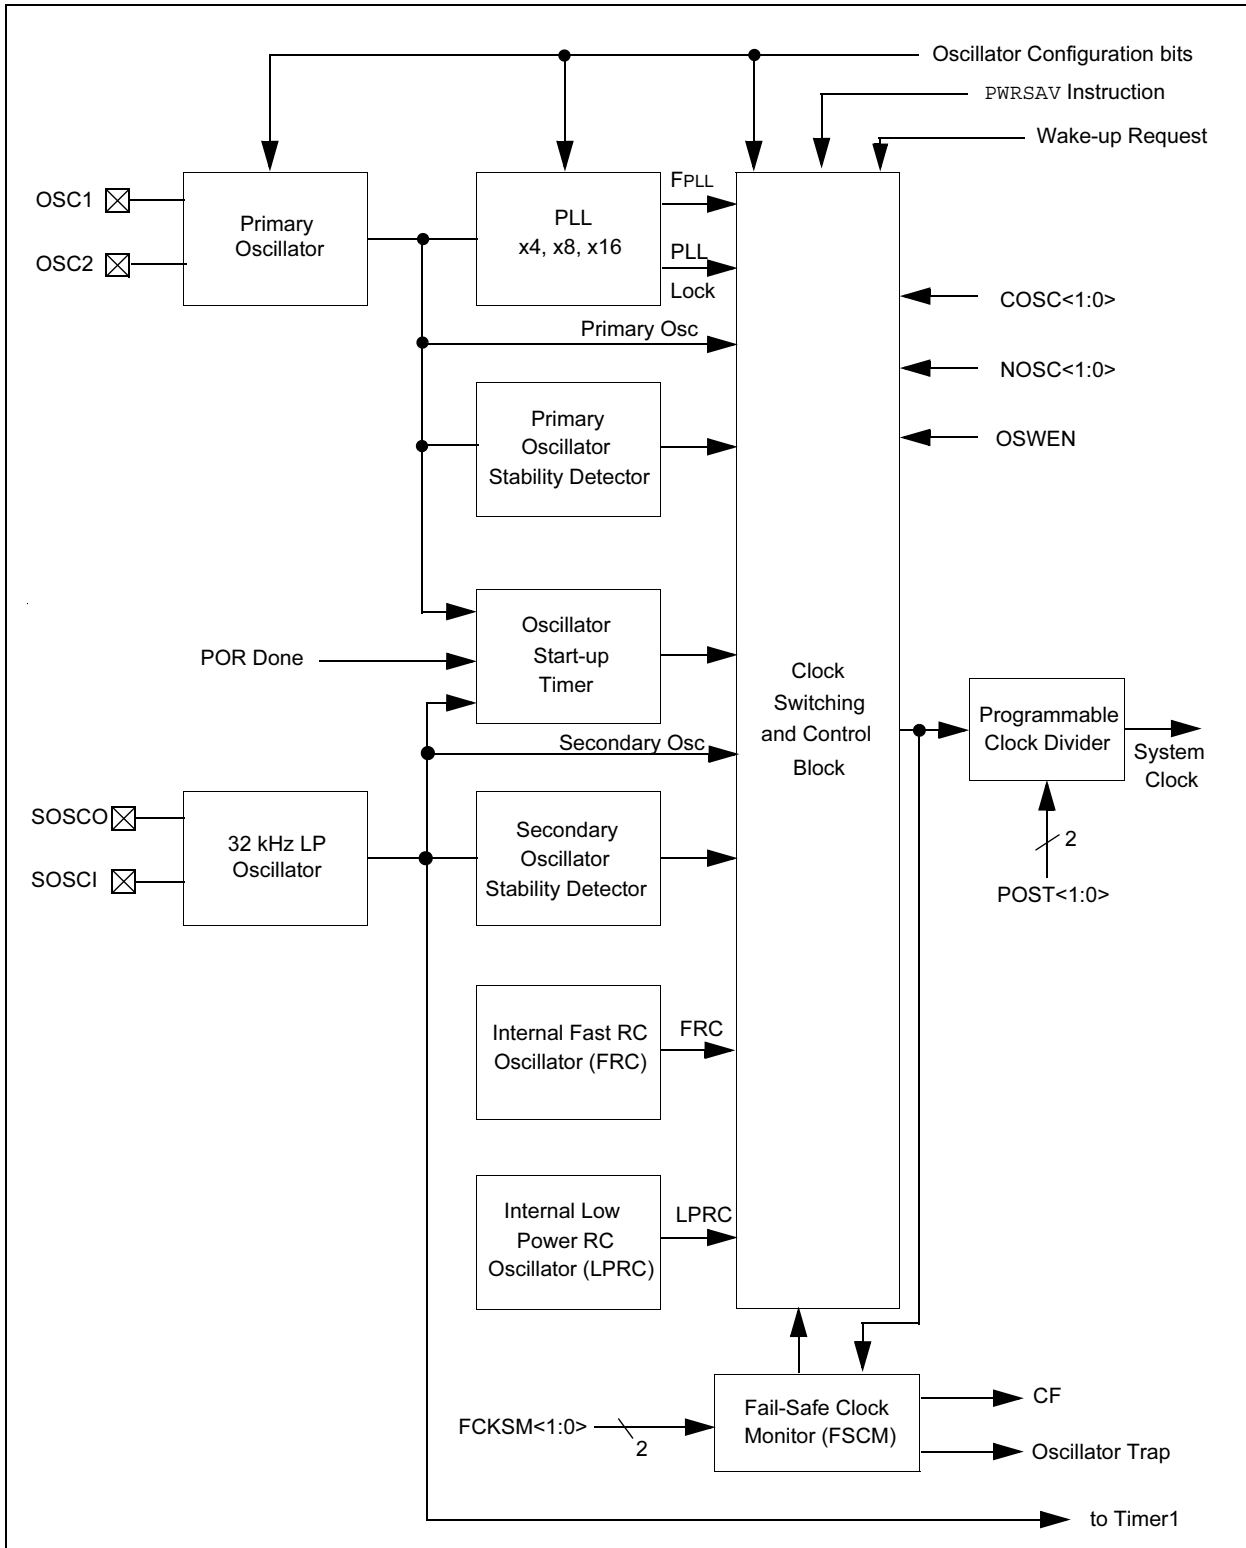 Oscillator Configuration bits
PWRSAV Instruction
Wake-up Request
OSC1
OSC2
Primary
Oscillator
PLL
x4, x8, x16
FPLL
PLL
Lock
COSC<1:0>
Primary Osc
NOSC<1:0>
Primary
Oscillator
Stability Detector
OSWEN
Oscillator
Start-up
Timer
POR Done
Clock
Switching
and Control
Block
Programmable
Clock Divider
System
Clock
Secondary Osc
SOSCO
SOSCI
32 kHz LP
Oscillator
Secondary
Oscillator
Stability Detector
2
POST<1:0>
Internal Fast RC
Oscillator (FRC)
FRC
Internal Low
Power RC
Oscillator (LPRC)
LPRC
FCKSM<1:0>
2
Fail-Safe Clock
Monitor (FSCM)
CF
Oscillator Trap
to Timer1